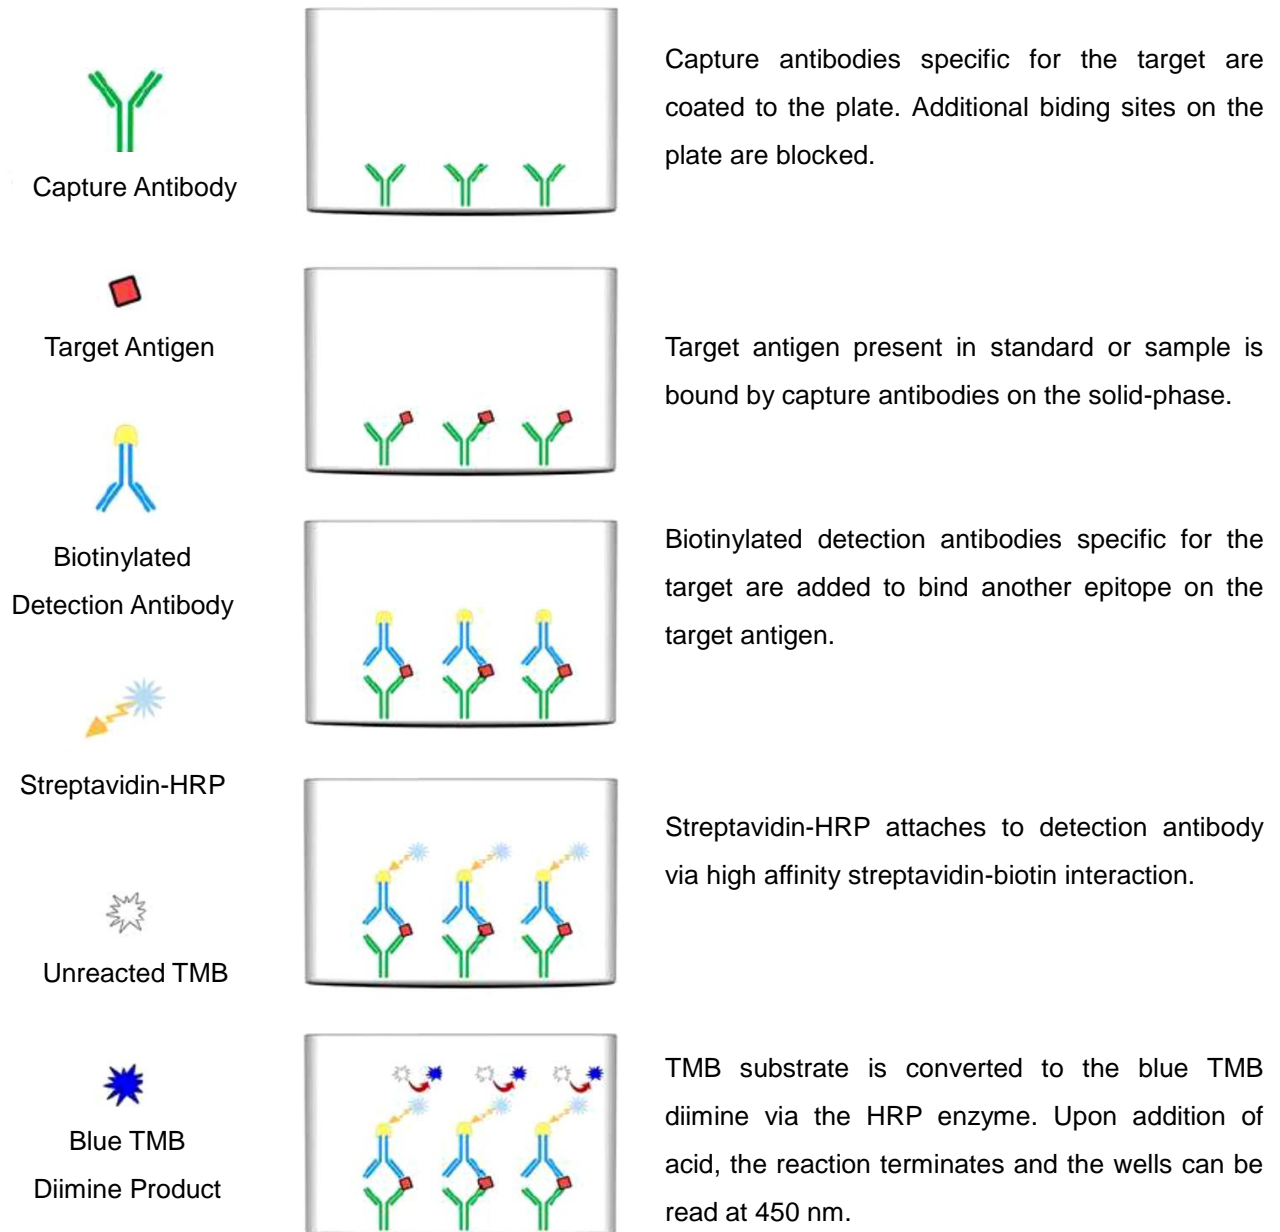 Capture Antibody
Capture antibodies specific for the target are
coated to the plate. Additional biding sites on the
plate are blocked.
Target Antigen
Target antigen present in standard or sample is
bound by capture antibodies on the solid-phase.
Biotinylated
Detection Antibody
Biotinylated detection antibodies specific for the
target are added to bind another epitope on the
target antigen.
Streptavidin-HRP
Streptavidin-HRP attaches to detection antibody
via high affinity streptavidin-biotin interaction.
Unreacted TMB
Blue TMB
Diimine Product
TMB substrate is converted to the blue TMB
diimine via the HRP enzyme. Upon addition of
acid, the reaction terminates and the wells can be
read at 450 nm.